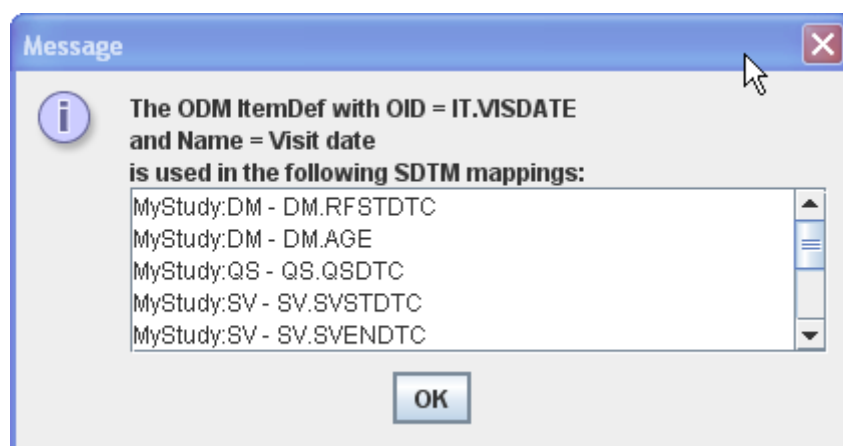 Message
The ODM ItemDef with OID = IT.VISDATE
and Name = Visit date
is used in the following SDTM mappings:
MyStudy:DM - DM.RFSTDTC
MyStudy:DM - DM.AGE
MyStudy:QS - QS.QSDTC
MyStudy:SV - SV.SVSTDTC
MyStudy:SV - SV.SVENDTC
OK